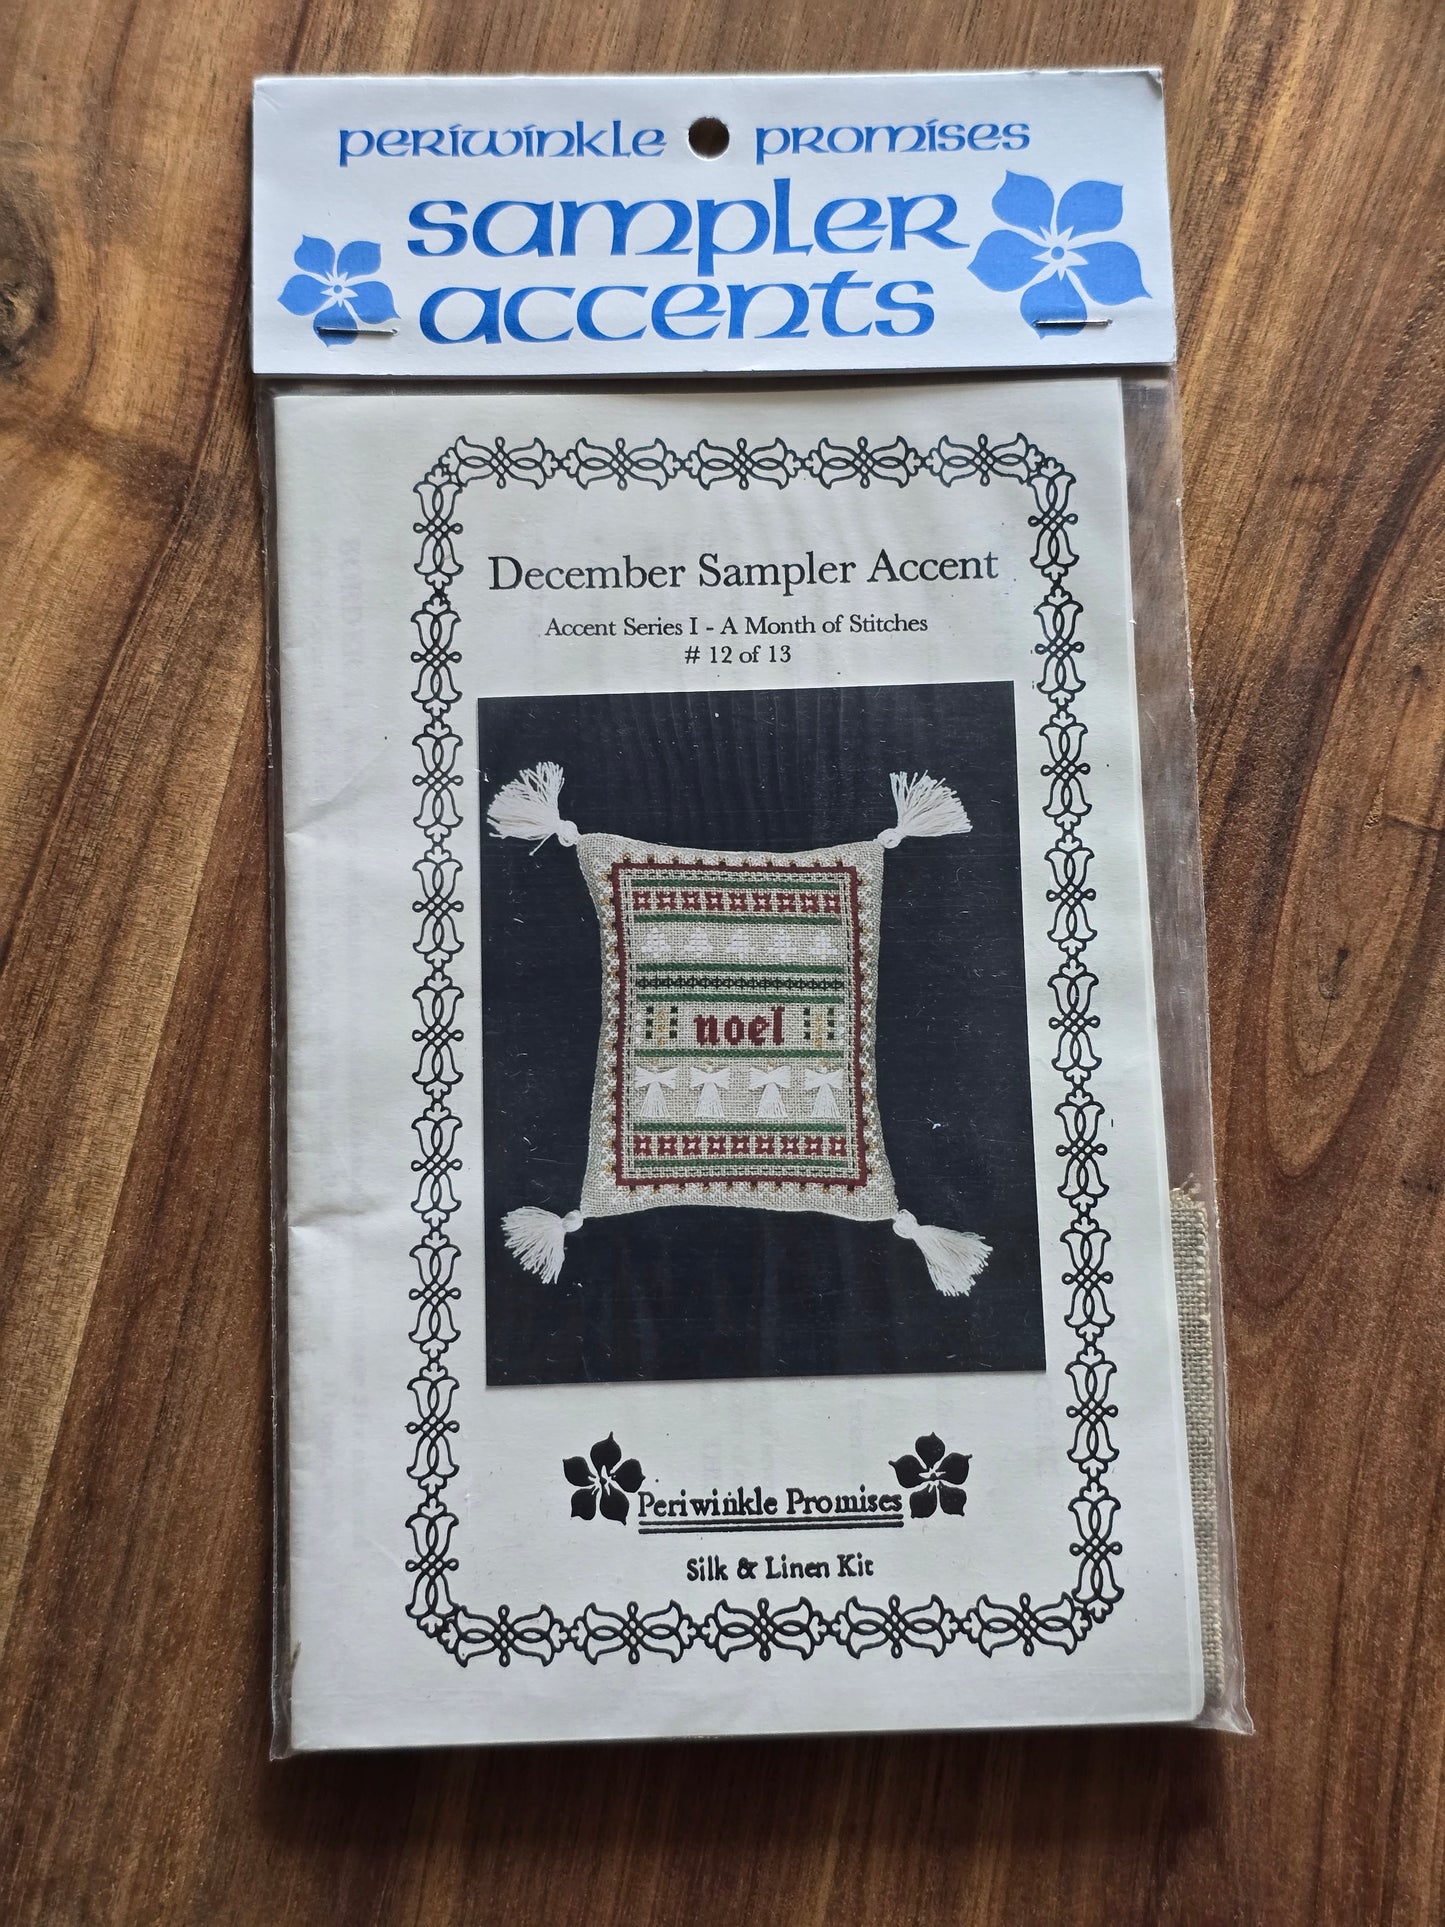 periwinkle promises
sampler
accents
December Sampler Accent
Accent Series I - A Month of Stitches
# 12 of 13
noel
Periwinkle Promises
Silk & Linen Kit